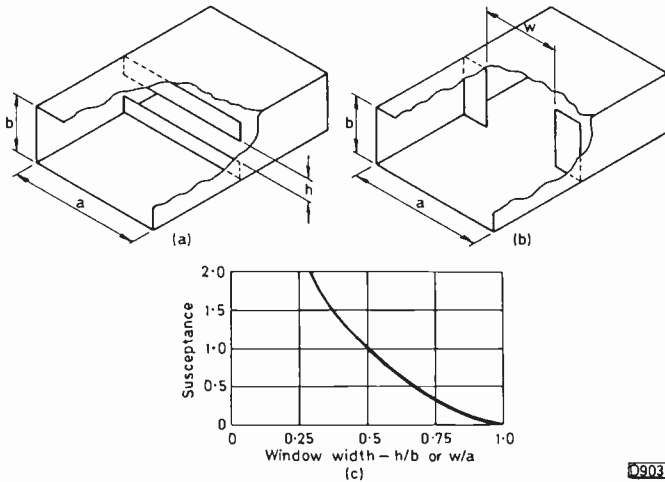 w
b
b
h
a
a
(a)
(b)
Susceptance
2·0
1·5
1·0
0·5
0
0·25
0·5
0·75
1·0
Window width – h/b or w/a
(c)
D903